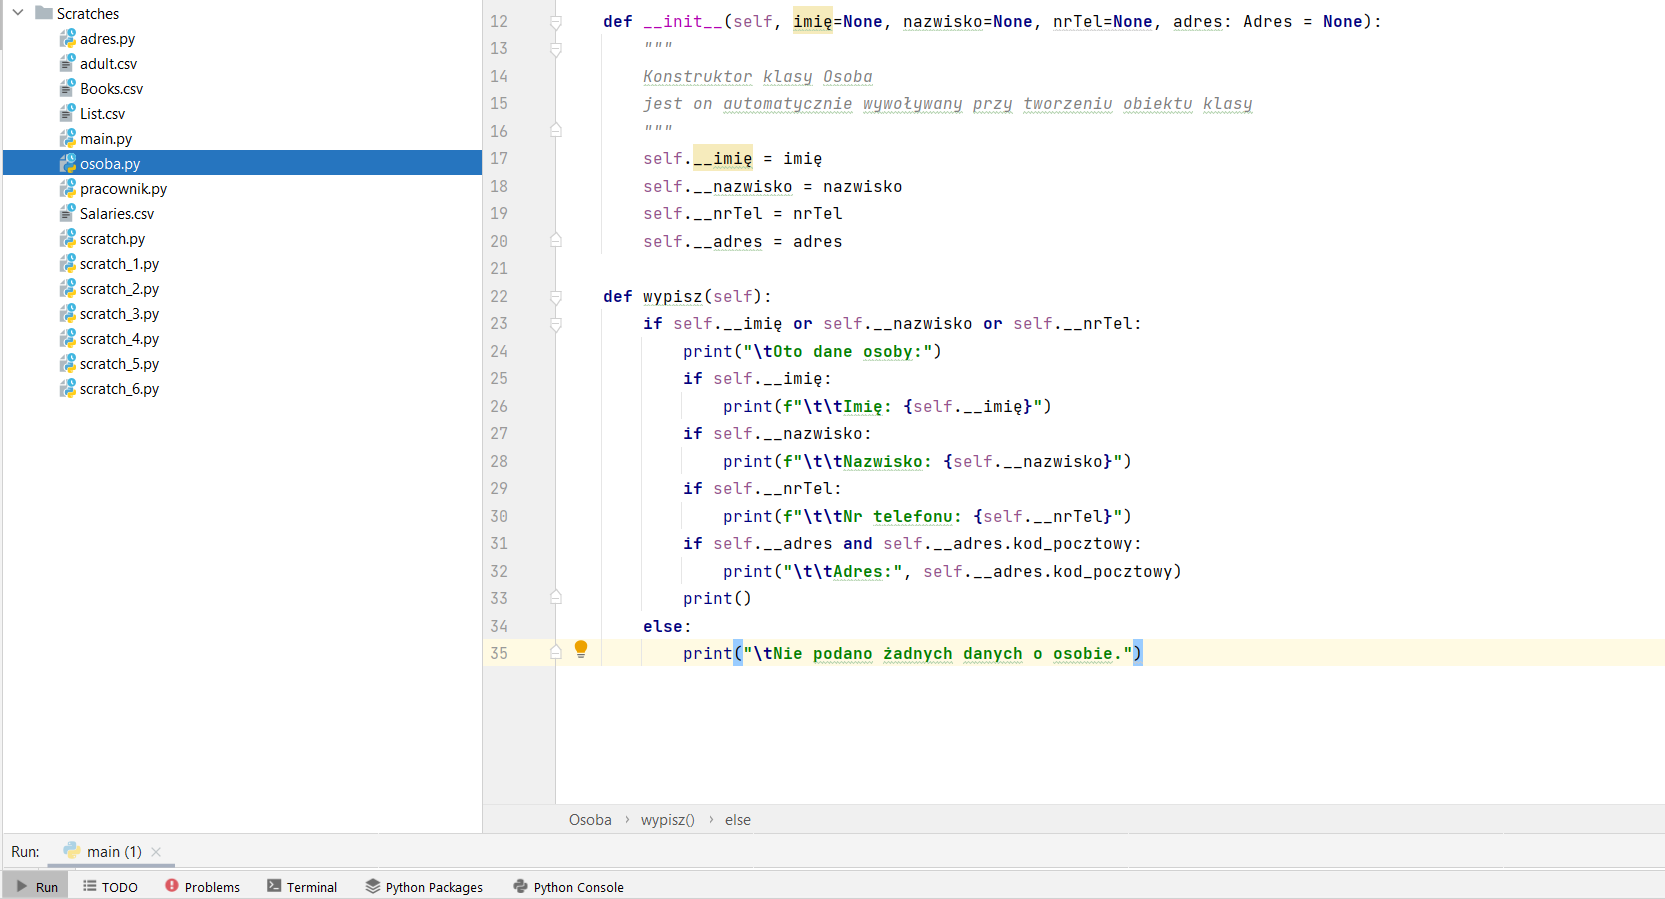 Scratches
adres.py
adult.csv
Books.csv
List.csv
main.py
osoba.py
pracownik.py
Salaries.csv
scratch.py
scratch_1.py
scratch_2.py
scratch_3.py
scratch_4.py
scratch_5.py
scratch_6.py
12 def __init__(self, imię=None, nazwisko=None, nrTel=None, adres: Adres = None):
13 """
14 Konstruktor klasy Osoba
15 jest on automatycznie wywoływany przy tworzeniu obiektu klasy
16 """
17 self.__imię = imię
18 self.__nazwisko = nazwisko
19 self.__nrTel = nrTel
20 self.__adres = adres
21
22 def wypisz(self):
23 if self.__imię or self.__nazwisko or self.__nrTel:
24 print("\tOto dane osoby:")
25 if self.__imię:
26 print(f"\t\tImię: {self.__imię}")
27 if self.__nazwisko:
28 print(f"\t\tNazwisko: {self.__nazwisko}")
29 if self.__nrTel:
30 print(f"\t\tNr telefonu: {self.__nrTel}")
31 if self.__adres and self.__adres.kod_pocztowy:
32 print("\t\tAdres:", self.__adres.kod_pocztowy)
33 print()
34 else:
35 print("\tNie podano żadnych danych o osobie.")
Osoba › wypisz() › else
Run: main (1) ×
Run TODO Problems Terminal Python Packages Python Console